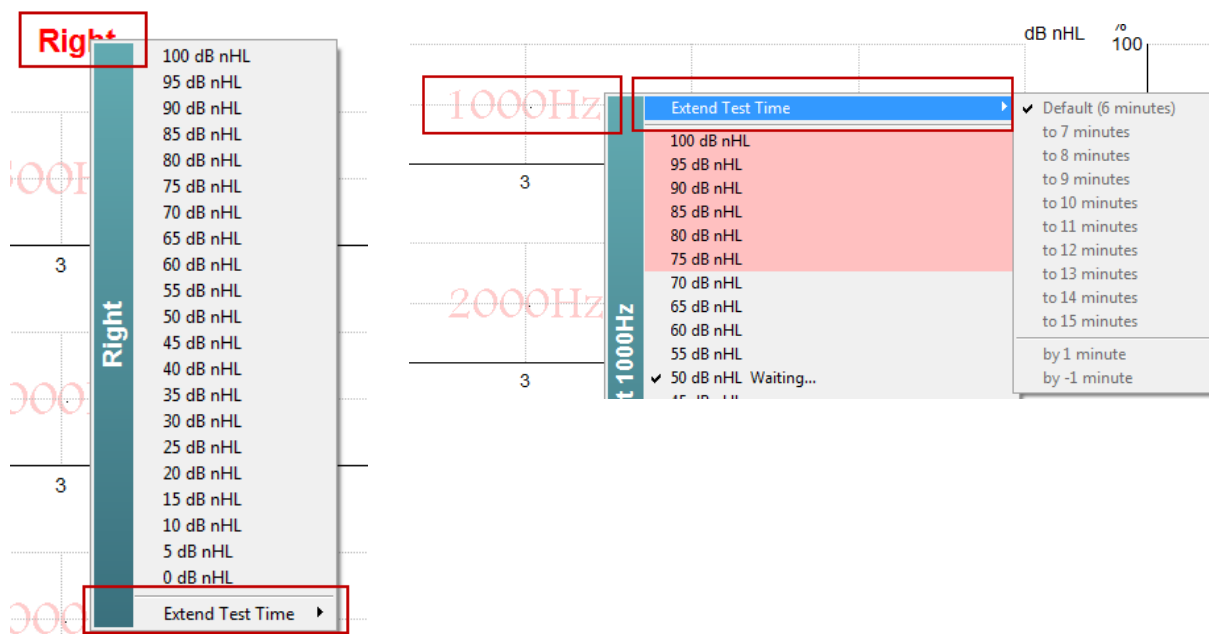 Right
100 dB nHL
95 dB nHL
90 dB nHL
85 dB nHL
80 dB nHL
75 dB nHL
70 dB nHL
65 dB nHL
60 dB nHL
55 dB nHL
50 dB nHL
45 dB nHL
40 dB nHL
35 dB nHL
30 dB nHL
25 dB nHL
20 dB nHL
15 dB nHL
10 dB nHL
5 dB nHL
0 dB nHL
Extend Test Time
Right
3
3
dB nHL
%
100
1000Hz
3
2000Hz
3
1000Hz
Extend Test Time
100 dB nHL
95 dB nHL
90 dB nHL
85 dB nHL
80 dB nHL
75 dB nHL
70 dB nHL
65 dB nHL
60 dB nHL
55 dB nHL
50 dB nHL Waiting...
Default (6 minutes)
to 7 minutes
to 8 minutes
to 9 minutes
to 10 minutes
to 11 minutes
to 12 minutes
to 13 minutes
to 14 minutes
to 15 minutes
by 1 minute
by -1 minute